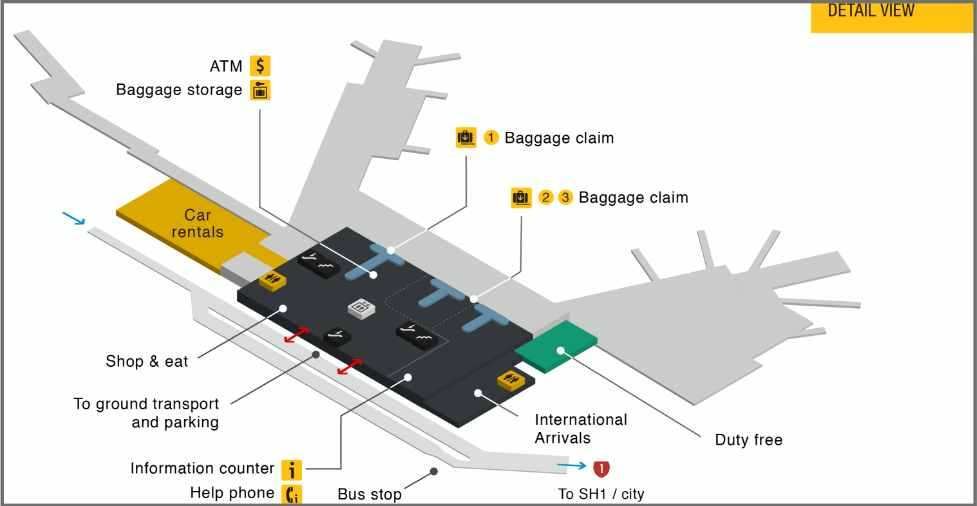 DETAIL VIEW
ATM $
Baggage storage
1 Baggage claim
2 3 Baggage claim
Car
rentals
Shop & eat
To ground transport
and parking
International
Arrivals
Duty free
Information counter i
Help phone i
Bus stop
1
To SH1 / city